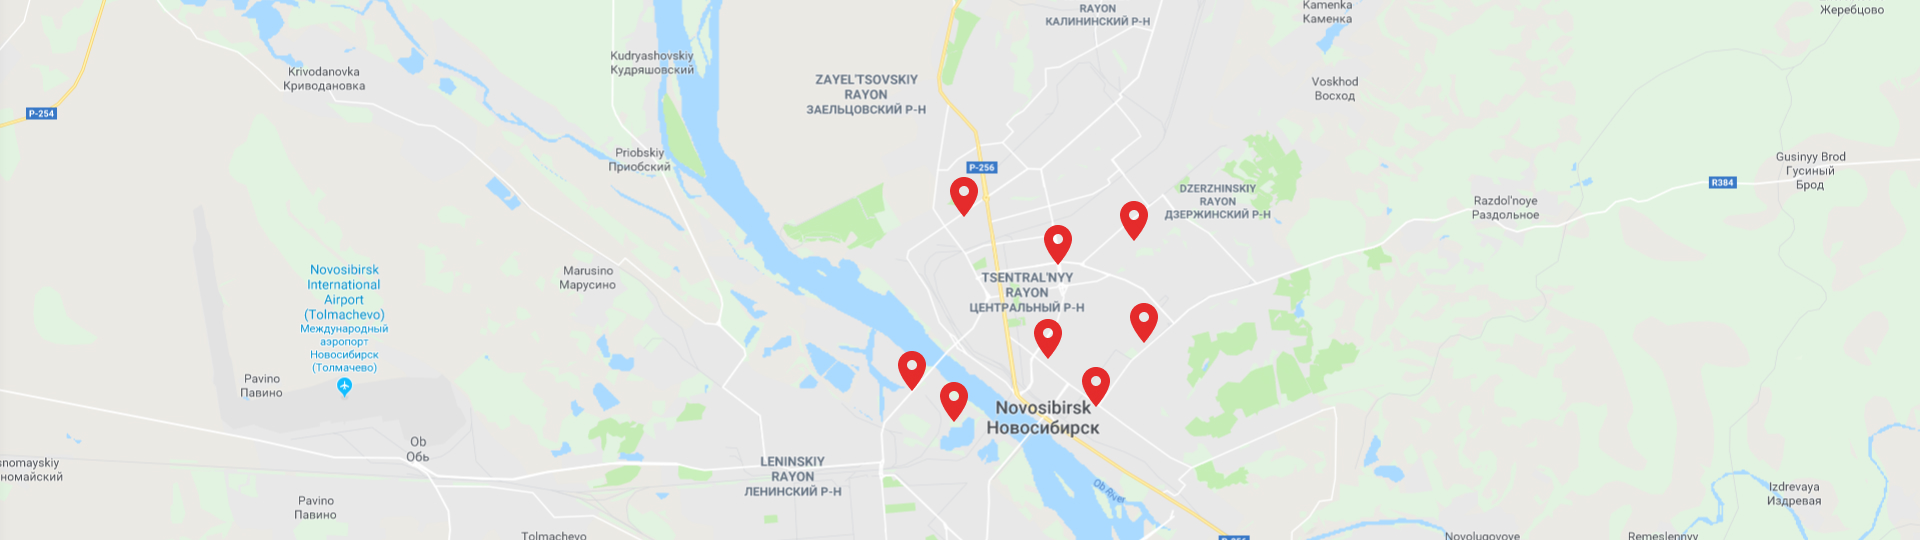 RAYON
КАЛИНИНСКИЙ Р-Н
Kamenka
Каменка
Жеребцово
Kudryashovskiy
Кудряшовский
Krivodanovka
Криводановка
ZAYEL'TSOVSKIY
RAYON
ЗАЕЛЬЦОВСКИЙ Р-Н
Voskhod
Восход
P-254
Priobskiy
Приобский
P-256
Gusinyy Brod
Гусиный
Брод
R384
DZERZHINSKIY
RAYON
ДЗЕРЖИНСКИЙ Р-Н
Razdol'noye
Раздольное
Novosibirsk
International
Airport
(Tolmachevo)
Международный
аэропорт
Новосибирск
(Толмачево)
Marusino
Марусино
TSENTRAL'NYY
RAYON
ЦЕНТРАЛЬНЫЙ Р-Н
Pavino
Павино
Novosibirsk
Новосибирск
Ob
Обь
snomayskiy
номайский
LENINSKIY
RAYON
ЛЕНИНСКИЙ Р-Н
Ob River
Izdrevaya
Издревая
Pavino
Павино
Tolmachevo
Novolugovoye
Remeslennyy